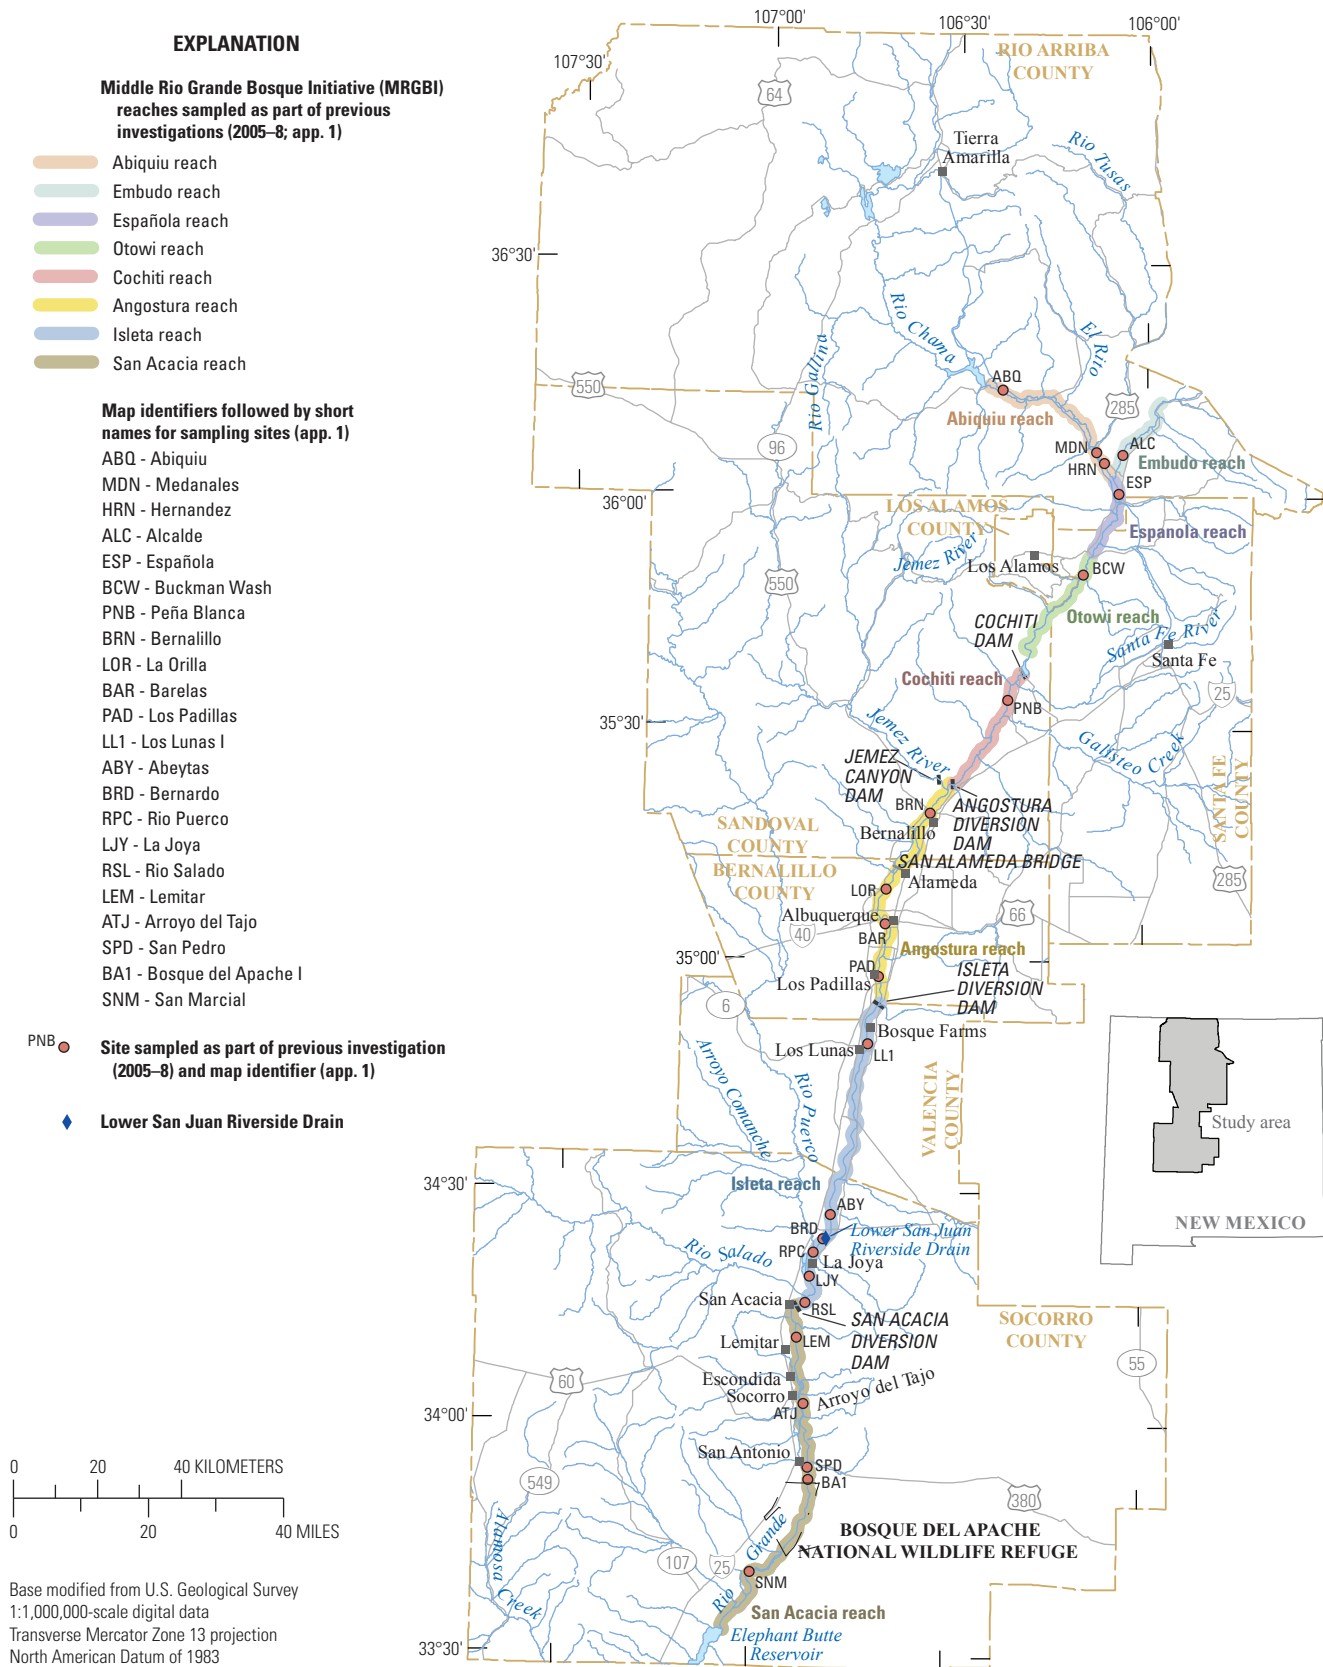 EXPLANATION
Middle Rio Grande Bosque Initiative (MRGBI)
reaches sampled as part of previous
investigations (2005–8; app. 1)
Abiquiu reach
Embudo reach
Española reach
Otowi reach
Cochiti reach
Angostura reach
Isleta reach
San Acacia reach
Map identifiers followed by short
names for sampling sites (app. 1)
ABQ - Abiquiu
MDN - Medanales
HRN - Hernandez
ALC - Alcalde
ESP - Española
BCW - Buckman Wash
PNB - Peña Blanca
BRN - Bernalillo
LOR - La Orilla
BAR - Barelas
PAD - Los Padillas
LL1 - Los Lunas I
ABY - Abeytas
BRD - Bernardo
RPC - Rio Puerco
LJY - La Joya
RSL - Rio Salado
LEM - Lemitar
ATJ - Arroyo del Tajo
SPD - San Pedro
BA1 - Bosque del Apache I
SNM - San Marcial
PNB
Site sampled as part of previous investigation
(2005–8) and map identifier (app. 1)
Lower San Juan Riverside Drain
0 20 40 KILOMETERS
0 20 40 MILES
Base modified from U.S. Geological Survey
1:1,000,000-scale digital data
Transverse Mercator Zone 13 projection
North American Datum of 1983
107°00'
106°30'
106°00'
107°30'
RIO ARRIBA
COUNTY
64
Tierra
Amarilla
Rio Tusas
36°30'
Rio Chama
El Rito
Rio Gallina
550
ABQ
285
Abiquiu reach
96
MDN
ALC
HRN
Embudo reach
ESP
36°00'
LOS ALAMOS
COUNTY
Espanola reach
Jemez River
Los Alamos
BCW
550
COCHITI
DAM
Otowi reach
Santa Fe River
Santa Fe
Cochiti reach
25
PNB
35°30'
Jemez River
Galisteo Creek
JEMEZ
CANYON
DAM
BRN
ANGOSTURA
DIVERSION
DAM
SANTA FE
COUNTY
SANDOVAL
COUNTY
Bernalillo
SAN ALAMEDA BRIDGE
BERNALILLO
COUNTY
Alameda
LOR
285
Albuquerque
66
40
BAR
Angostura reach
35°00'
PAD
ISLETA
DIVERSION
DAM
Los Padillas
6
Bosque Farms
Los Lunas
LL1
Arroyo Comanche
Rio Puerco
VALENCIA
COUNTY
Study area
NEW MEXICO
34°30'
Isleta reach
ABY
BRD
Lower San Juan
Riverside Drain
Rio Salado
RPC
La Joya
LJY
San Acacia
RSL
SAN ACACIA
DIVERSION
DAM
SOCORRO
COUNTY
LEM
Lemitar
55
Escondida
60
Socorro
Arroyo del Tajo
ATJ
34°00'
San Antonio
SPD
BA1
549
380
Alamosa
Creek
BOSQUE DEL APACHE
NATIONAL WILDLIFE REFUGE
107
25
Rio Grande
SNM
San Acacia reach
33°30'
Elephant Butte
Reservoir